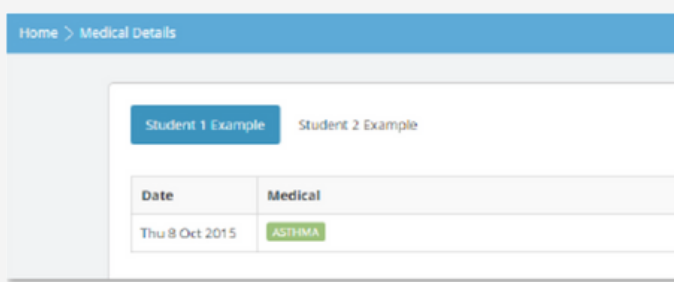 Home > Medical Details
Student 1 Example Student 2 Example
Date Medical
Thu 8 Oct 2015 ASTHMA